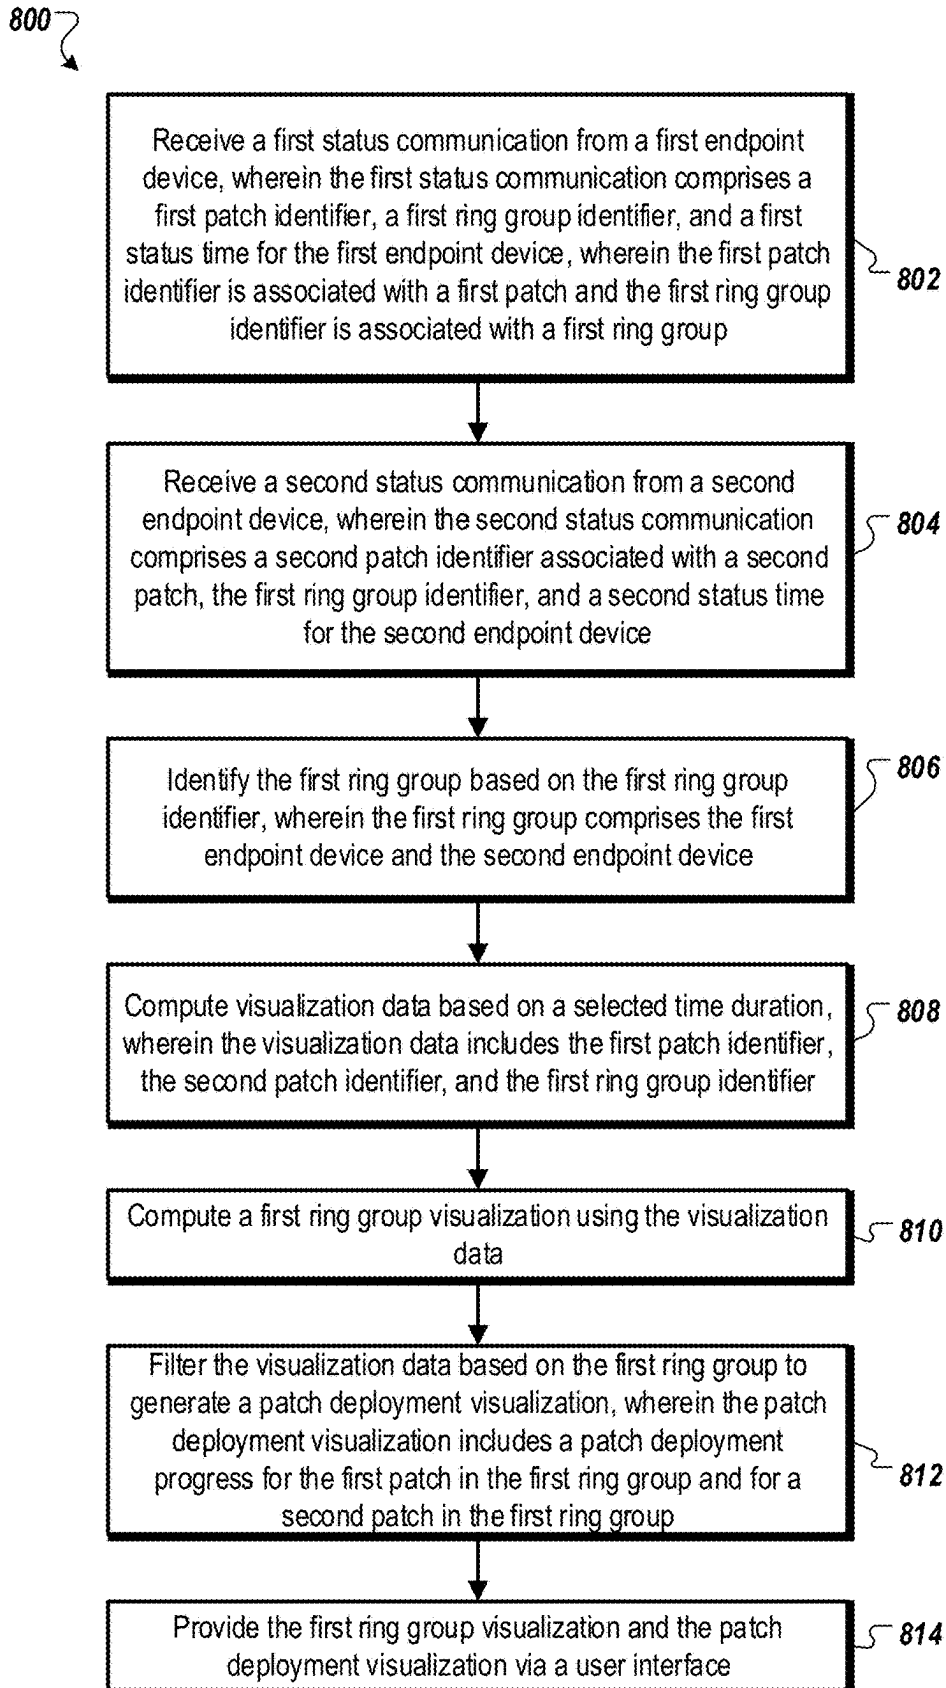 800
Receive a first status communication from a first endpoint
device, wherein the first status communication comprises a
first patch identifier, a first ring group identifier, and a first
status time for the first endpoint device, wherein the first patch
identifier is associated with a first patch and the first ring group
identifier is associated with a first ring group
802
Receive a second status communication from a second
endpoint device, wherein the second status communication
comprises a second patch identifier associated with a second
patch, the first ring group identifier, and a second status time
for the second endpoint device
804
Identify the first ring group based on the first ring group
identifier, wherein the first ring group comprises the first
endpoint device and the second endpoint device
806
Compute visualization data based on a selected time duration,
wherein the visualization data includes the first patch identifier,
the second patch identifier, and the first ring group identifier
808
Compute a first ring group visualization using the visualization
data
810
Filter the visualization data based on the first ring group to
generate a patch deployment visualization, wherein the patch
deployment visualization includes a patch deployment
progress for the first patch in the first ring group and for a
second patch in the first ring group
812
Provide the first ring group visualization and the patch
deployment visualization via a user interface
814